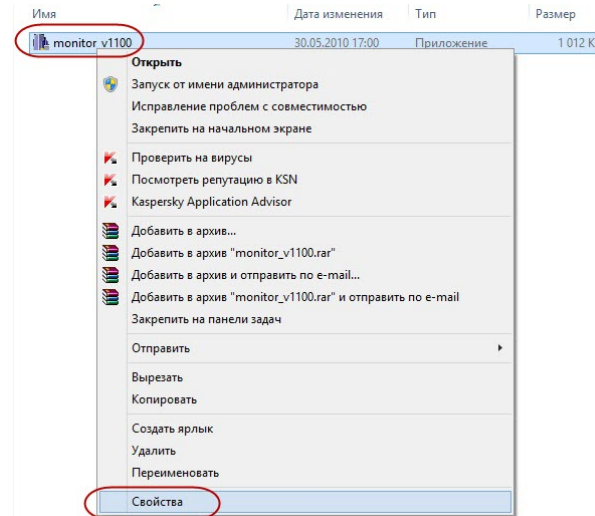 Имя Дата изменения Тип Размер
monitor_v1100 30.05.2010 17:00 Приложение 1 012 К
Открыть
Запуск от имени администратора
Исправление проблем с совместимостью
Закрепить на начальном экране
Проверить на вирусы
Посмотреть репутацию в KSN
Kaspersky Application Advisor
Добавить в архив...
Добавить в архив "monitor_v1100.rar"
Добавить в архив и отправить по e-mail...
Добавить в архив "monitor_v1100.rar" и отправить по e-mail
Закрепить на панели задач
Отправить
Вырезать
Копировать
Создать ярлык
Удалить
Переименовать
Свойства